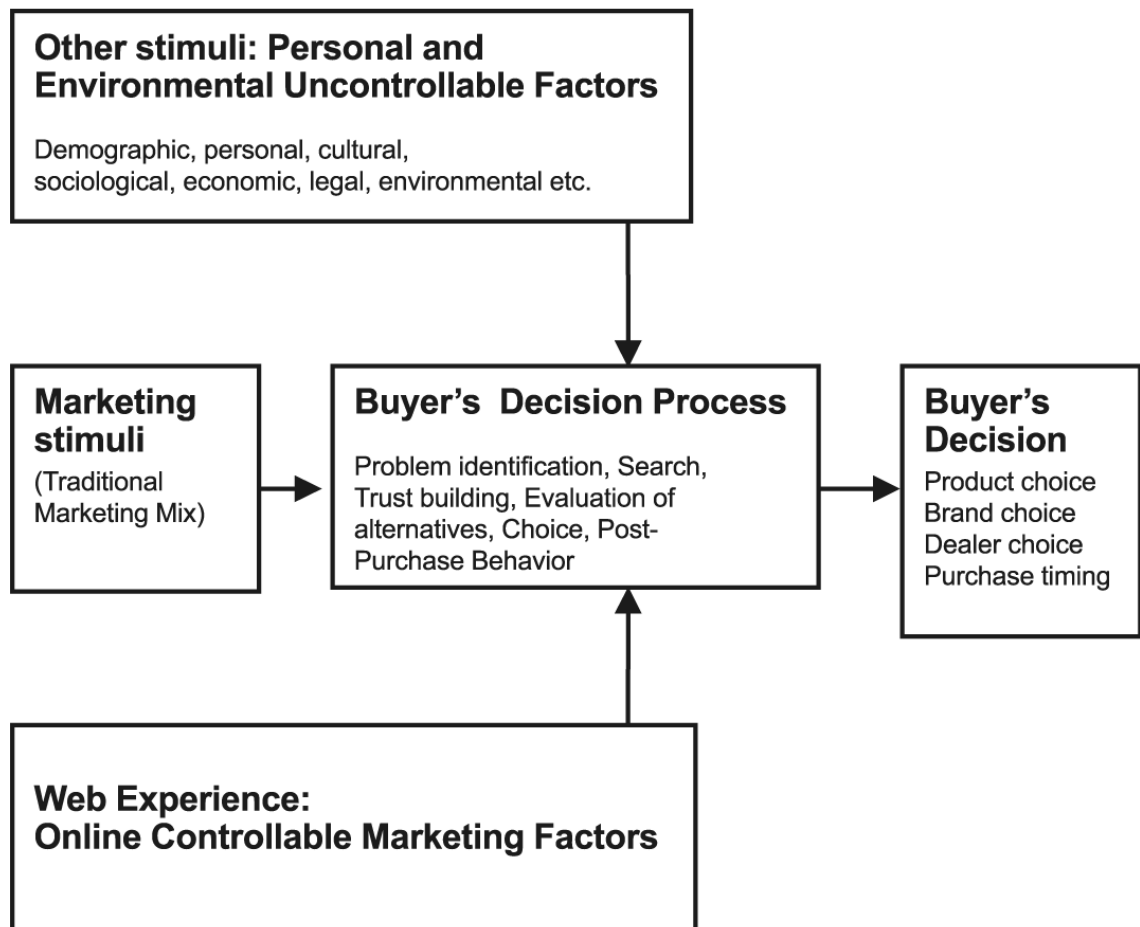 Other stimuli: Personal and
Environmental Uncontrollable Factors
Demographic, personal, cultural,
sociological, economic, legal, environmental etc.
Marketing
stimuli
(Traditional
Marketing Mix)
Buyer’s Decision Process
Problem identification, Search,
Trust building, Evaluation of
alternatives, Choice, Post-
Purchase Behavior
Buyer’s
Decision
Product choice
Brand choice
Dealer choice
Purchase timing
Web Experience:
Online Controllable Marketing Factors